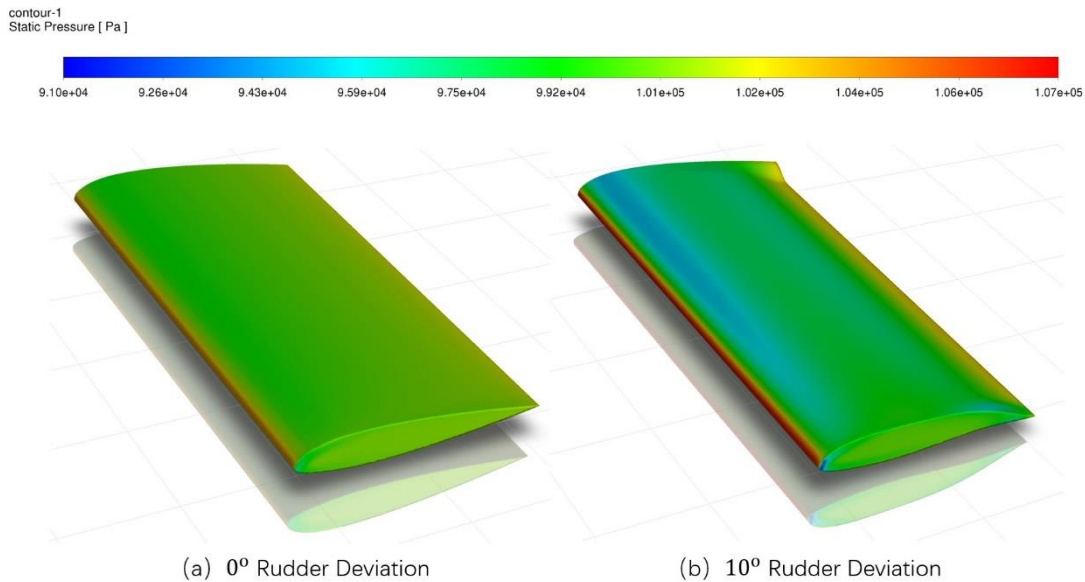 contour-1
Static Pressure [ Pa ]
9.10e+04 9.26e+04 9.43e+04 9.59e+04 9.75e+04 9.92e+04 1.01e+05 1.02e+05 1.04e+05 1.06e+05 1.07e+05
(a) 0° Rudder Deviation
(b) 10° Rudder Deviation